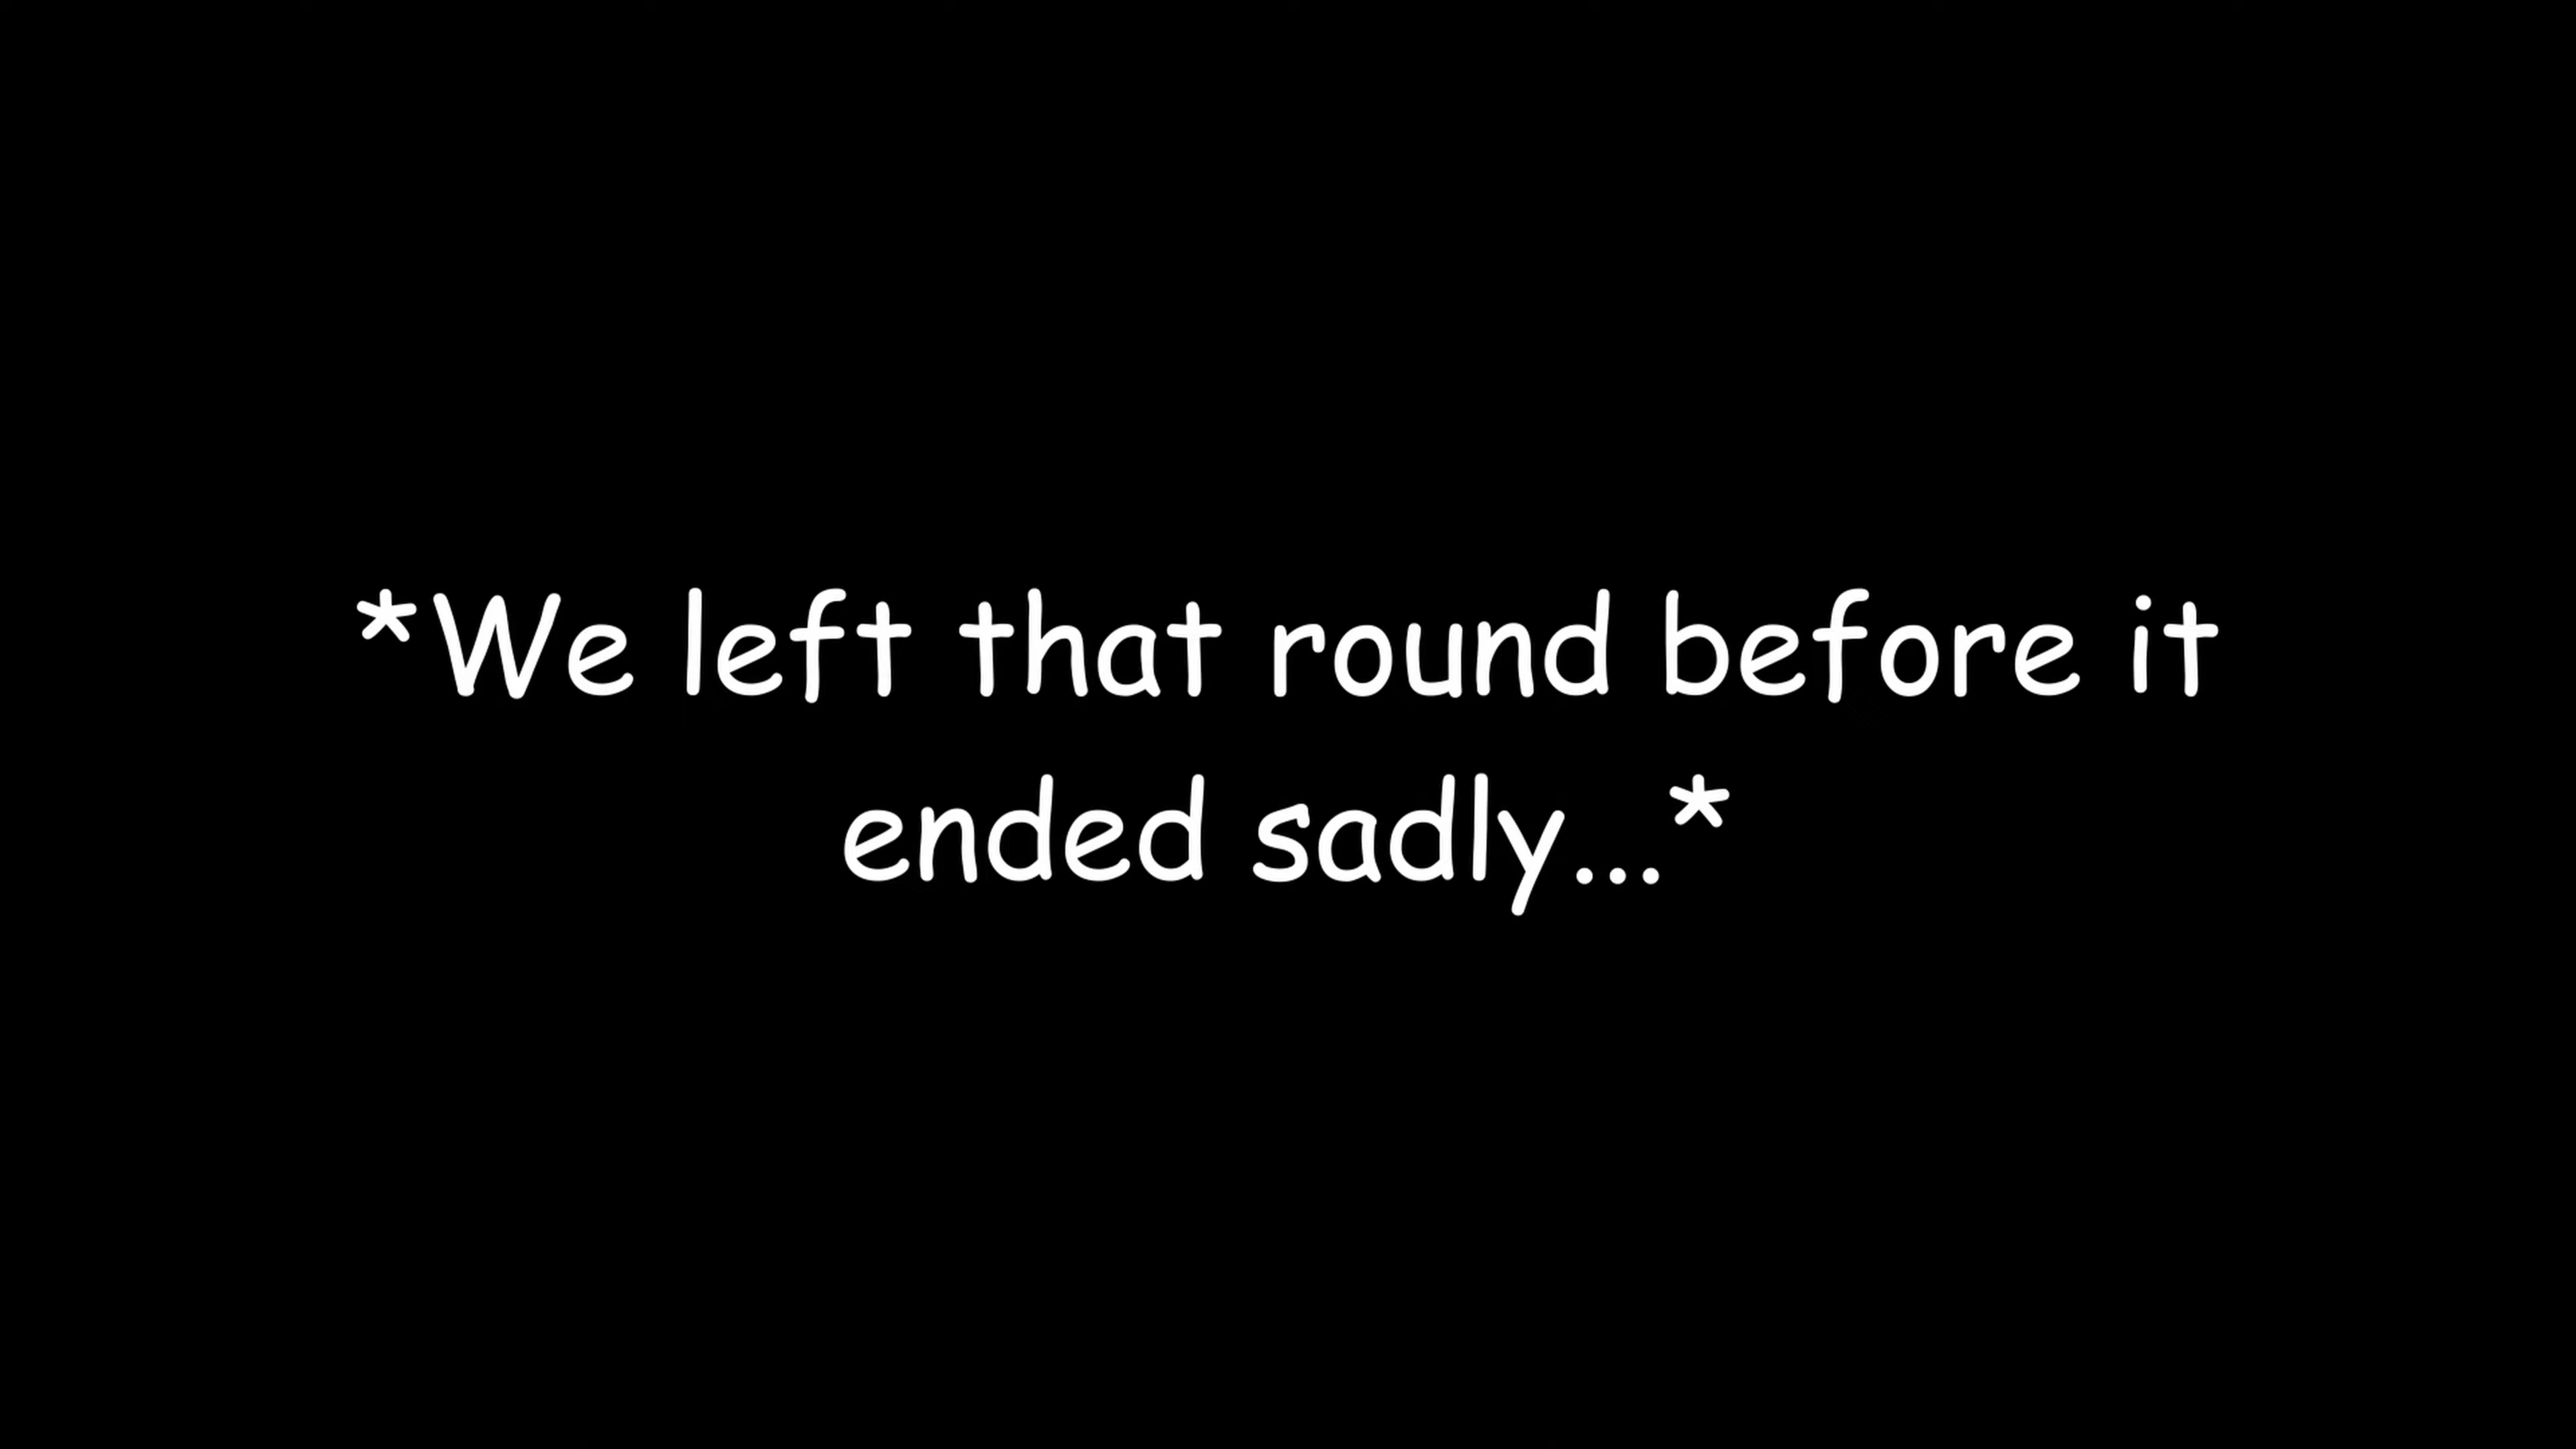 *We left that round before it
ended sadly...*